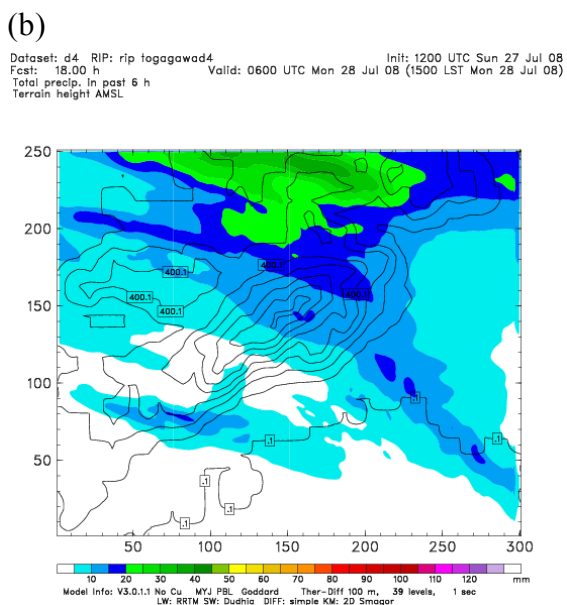 (b)
Dataset: d4 RIP: rip togagawad4 Init: 1200 UTC Sun 27 Jul 08
Fcst: 18.00 h Valid: 0600 UTC Mon 28 Jul 08 (1500 LST Mon 28 Jul 08)
Total precip. in past 6 h
Terrain height AMSL
250
200
400.1
400.1
400.1
400.1
400.1
150
100
.1
50
.1
.1
.1
.1
.1
50 100 150 200 250 300
10 20 30 40 50 60 70 80 90 100 110 120 mm
Model Info: V3.0.1.1 No Cu MYJ PBL Goddard Ther-Diff 100 m, 39 levels, 1 sec
LW: RRTM SW: Dudhia DIFF: simple KM: 2D Smagor